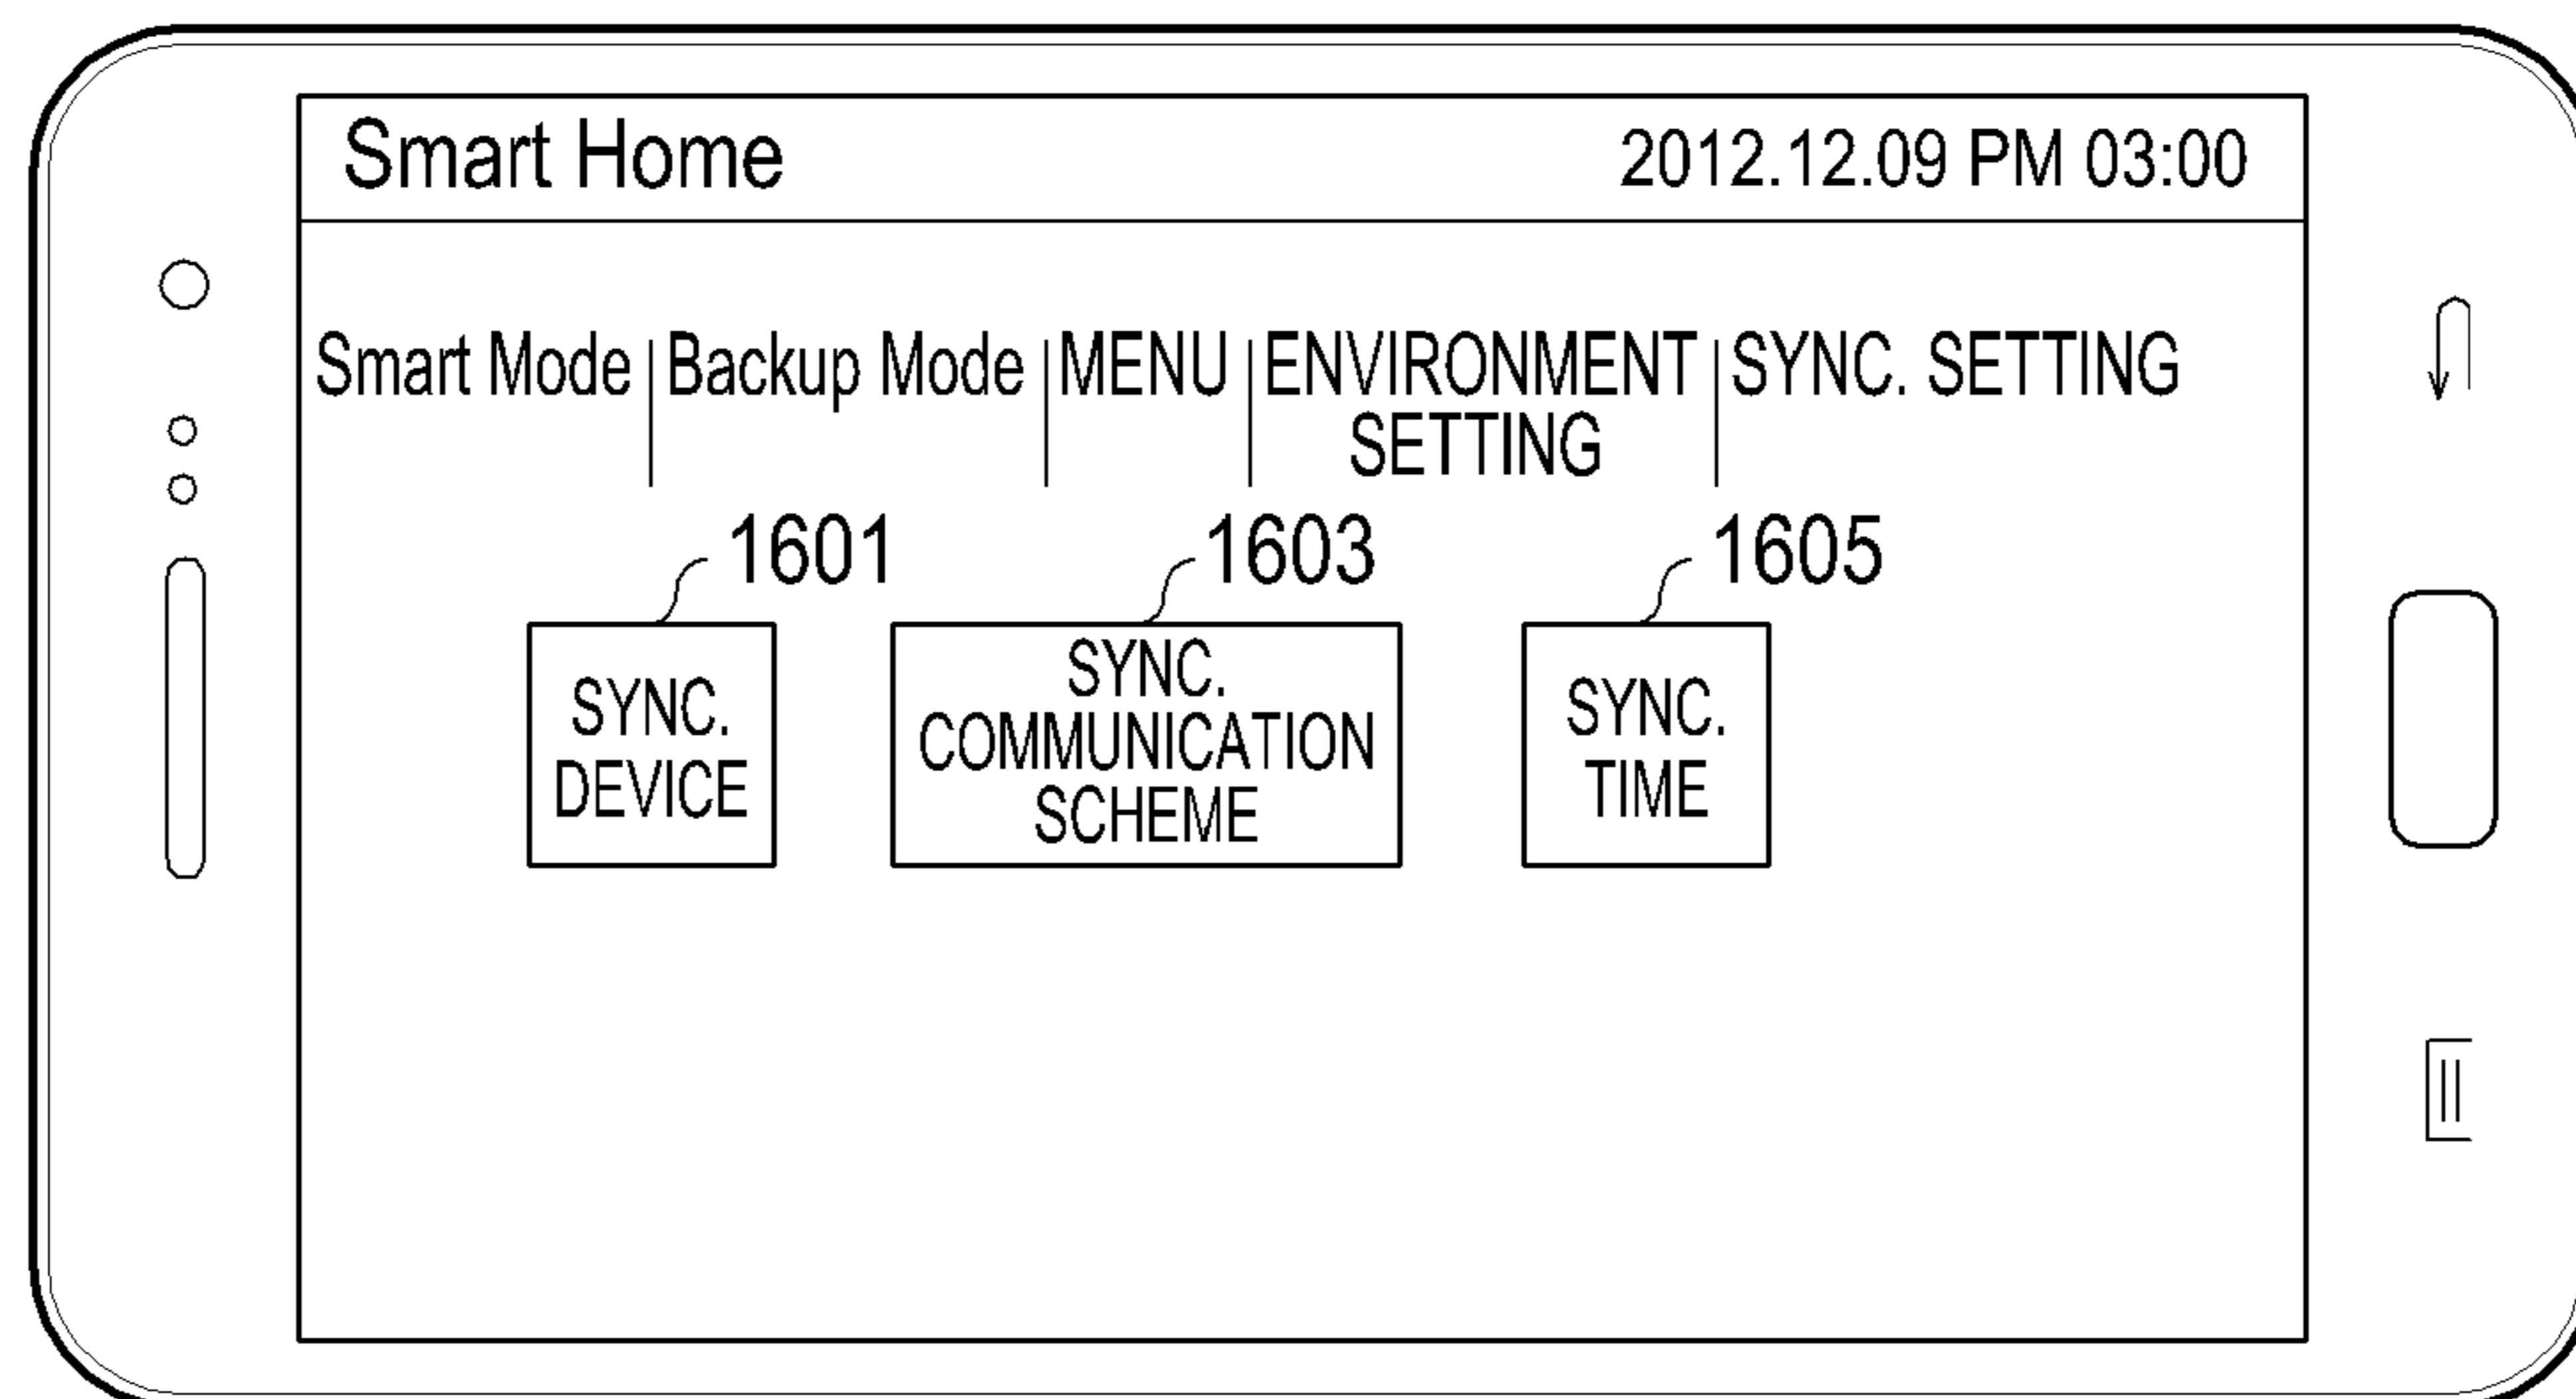 Smart Home 2012.12.09 PM 03:00
Smart Mode Backup Mode MENU ENVIRONMENT SYNC. SETTING
SETTING
1601 1603 1605
SYNC.
DEVICE
SYNC.
COMMUNICATION
SCHEME
SYNC.
TIME